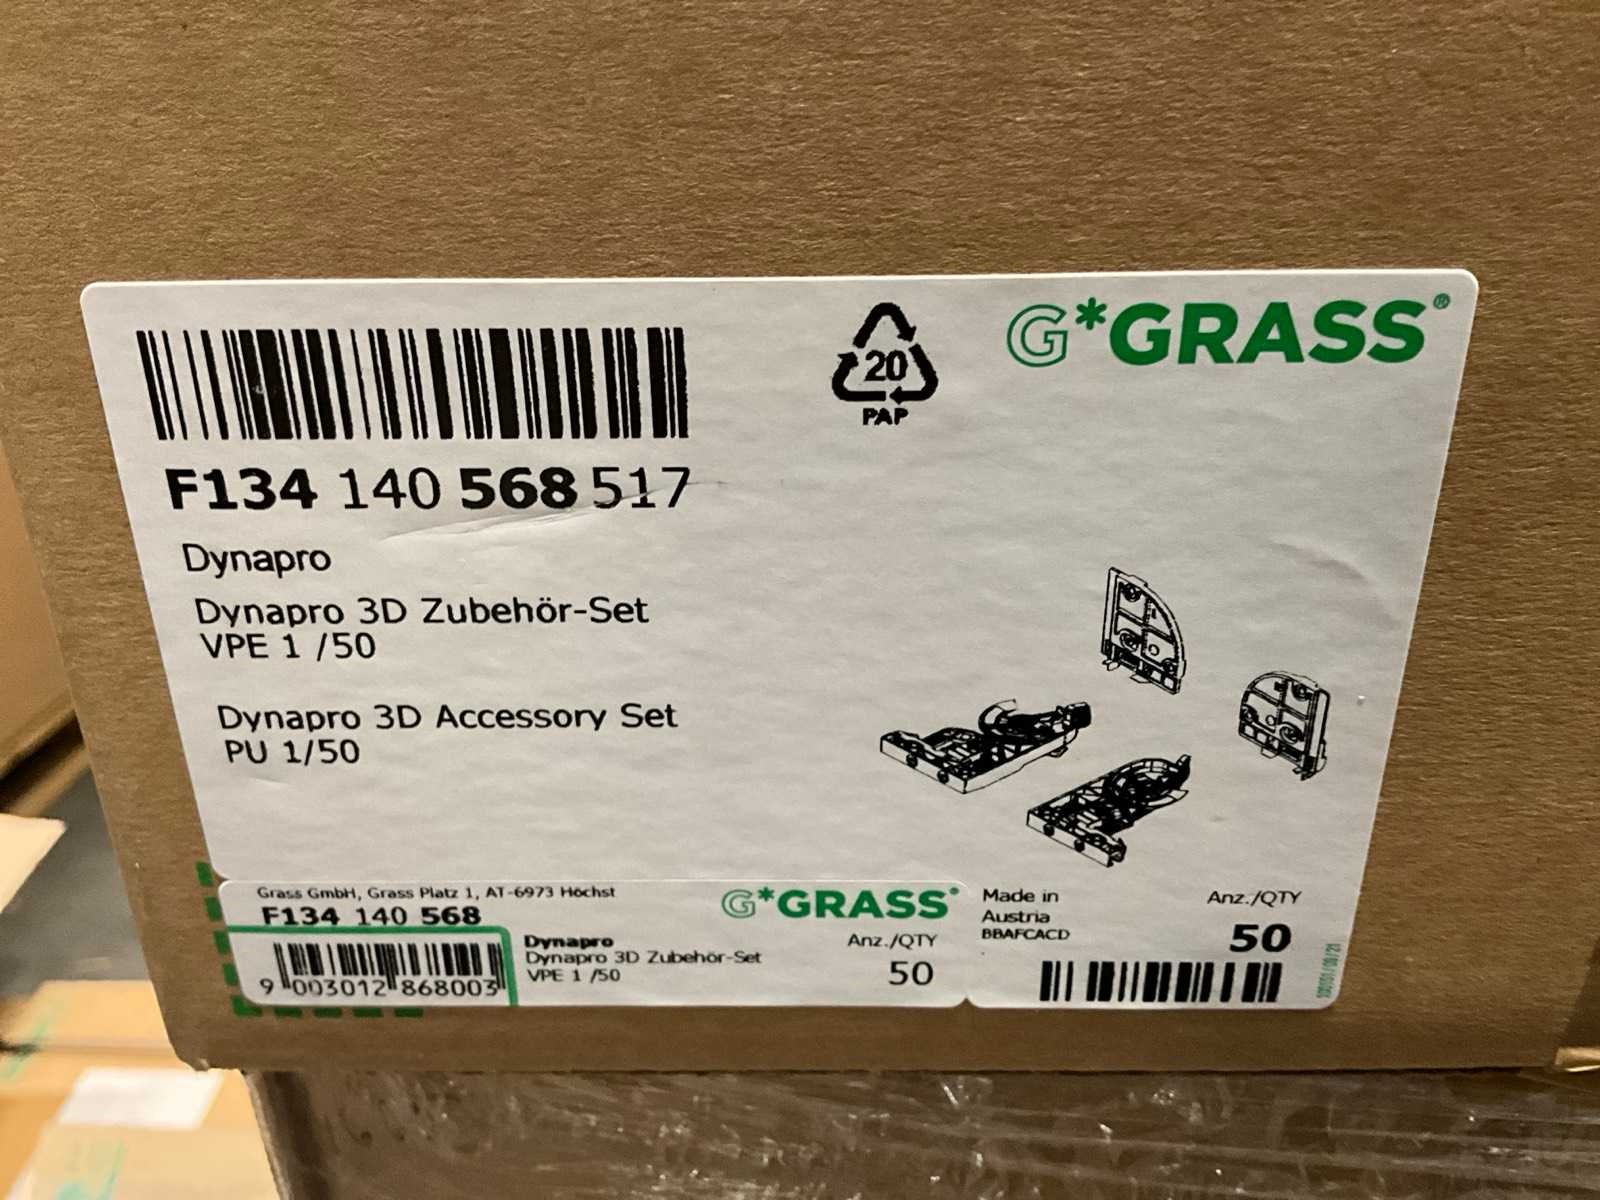 20
PAP
G*GRASS®
F134 140 568 517
Dynapro
Dynapro 3D Zubehör-Set
VPE 1 /50
Dynapro 3D Accessory Set
PU 1/50
Grass GmbH, Grass Platz 1, AT-6973 Höchst
F134 140 568
G*GRASS®
9 003012 868003
Dynapro
Dynapro 3D Zubehör-Set
VPE 1 /50
Anz./QTY
50
Made in
Austria
BBAFCACD
Anz./QTY
50